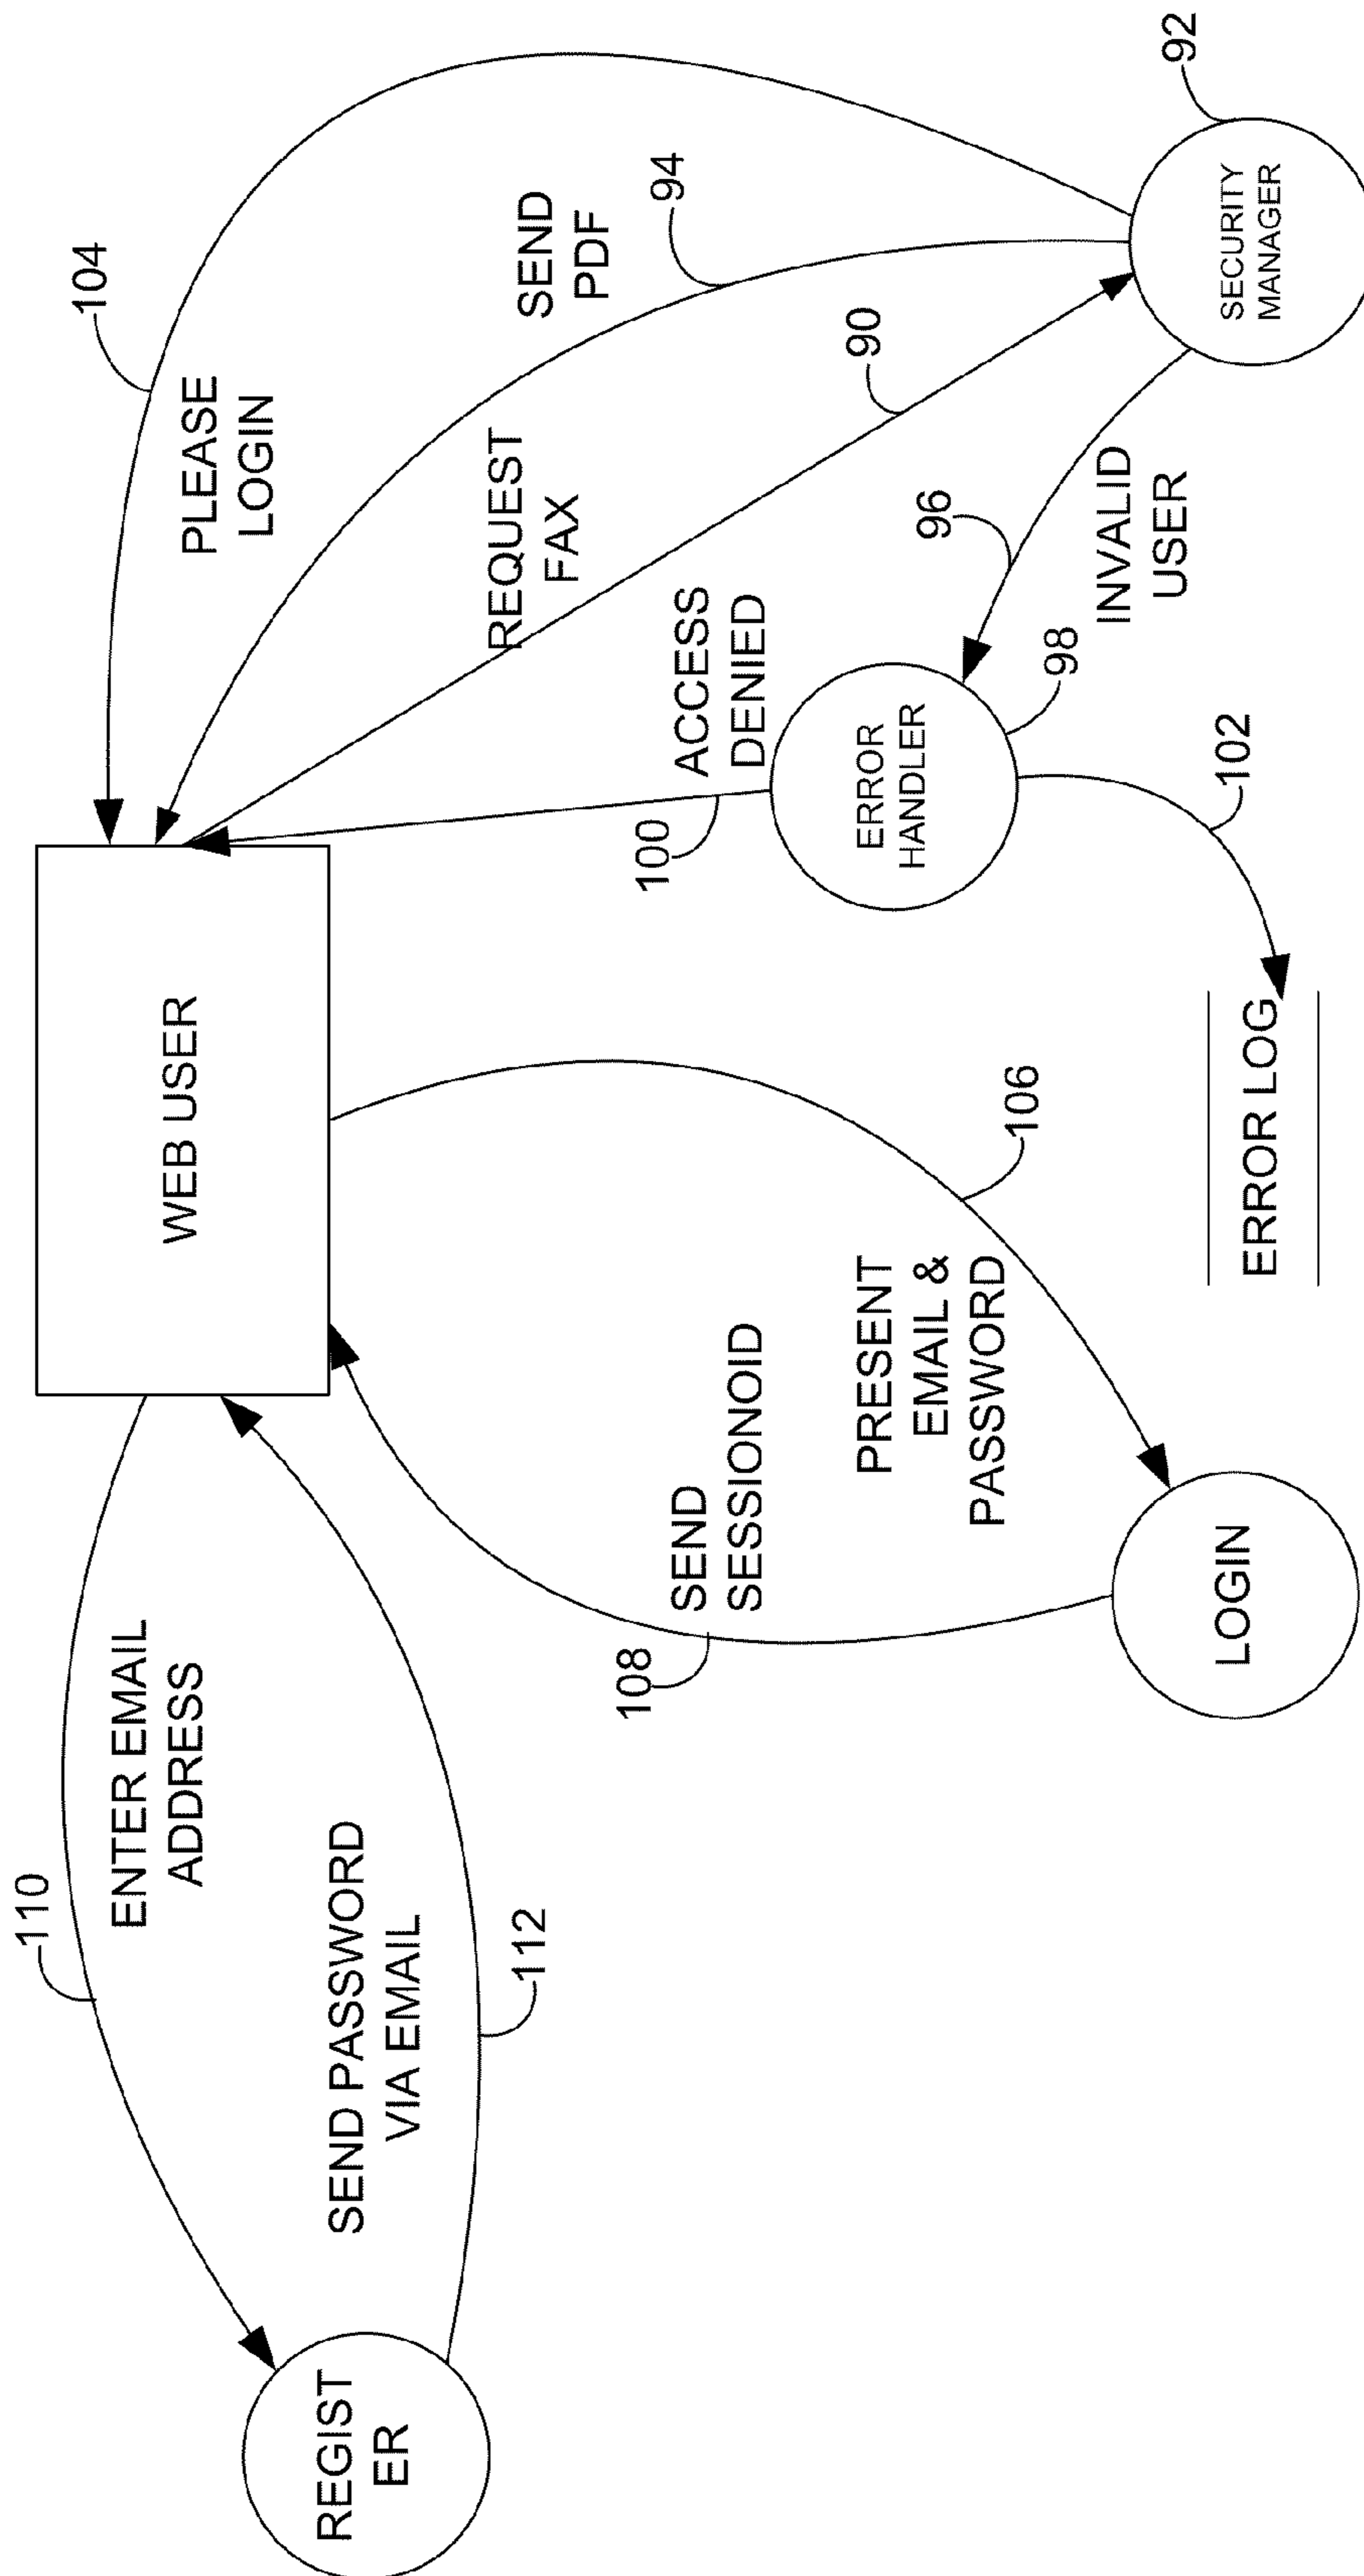 110
ENTER EMAIL
ADDRESS
SEND PASSWORD
VIA EMAIL
112
REGIST
ER
WEB USER
104
PLEASE
LOGIN
SEND
PDF
94
REQUEST
FAX
90
ACCESS
DENIED
100
96
INVALID
USER
ERROR
HANDLER
98
102
SECURITY
MANAGER
92
108
SEND
SESSIONOID
PRESENT
EMAIL &
PASSWORD
106
LOGIN
ERROR LOG